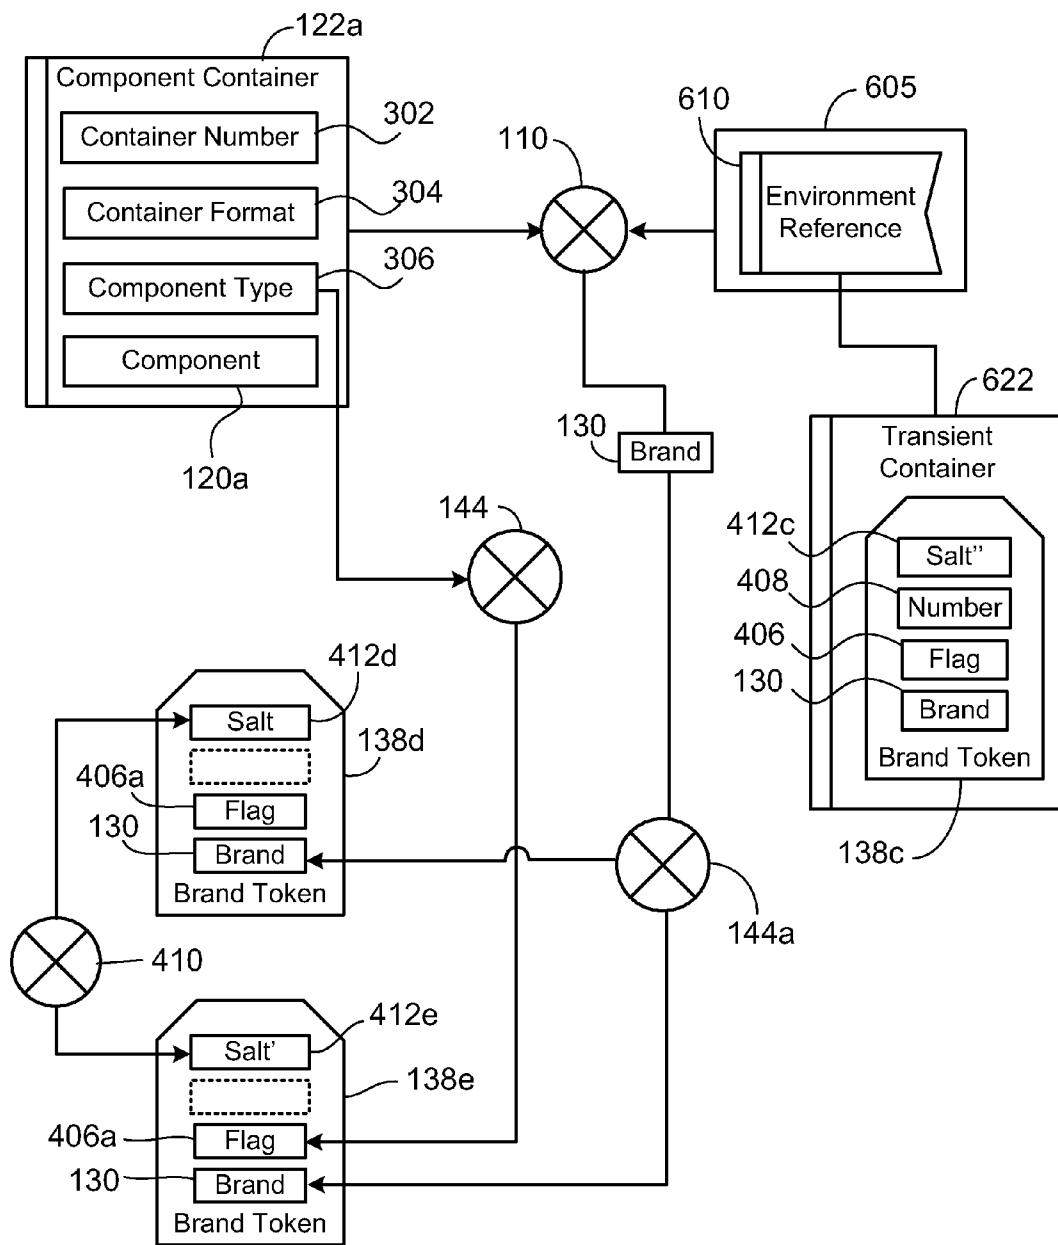 122a
Component Container
605
302
Container Number
610
110
Environment
Reference
304
Container Format
306
Component Type
Component
622
120a
130
Brand
Transient
Container
144
412c
Salt''
408
Number
406
Flag
130
Brand
Brand Token
138c
412d
Salt
138d
406a
Flag
130
Brand
Brand Token
144a
410
412e
Salt'
138e
406a
Flag
130
Brand
Brand Token